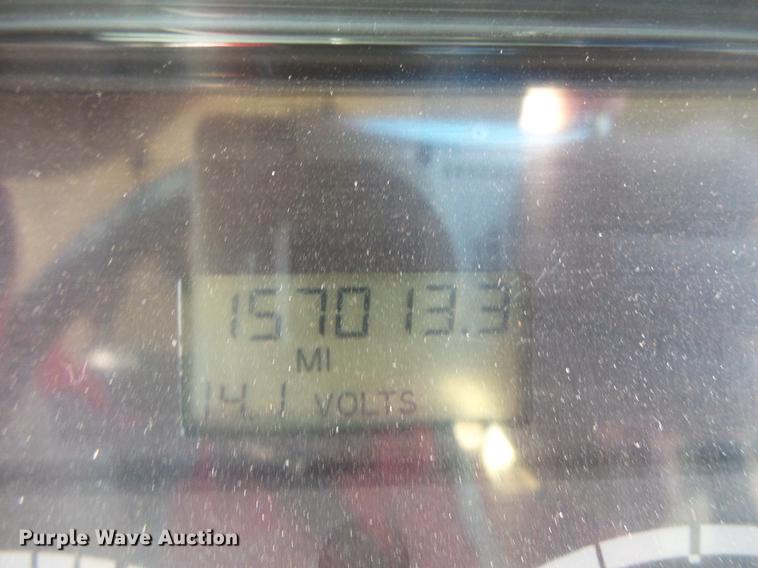 157013.3
MI
14.1 VOLTS
Purple Wave Auction